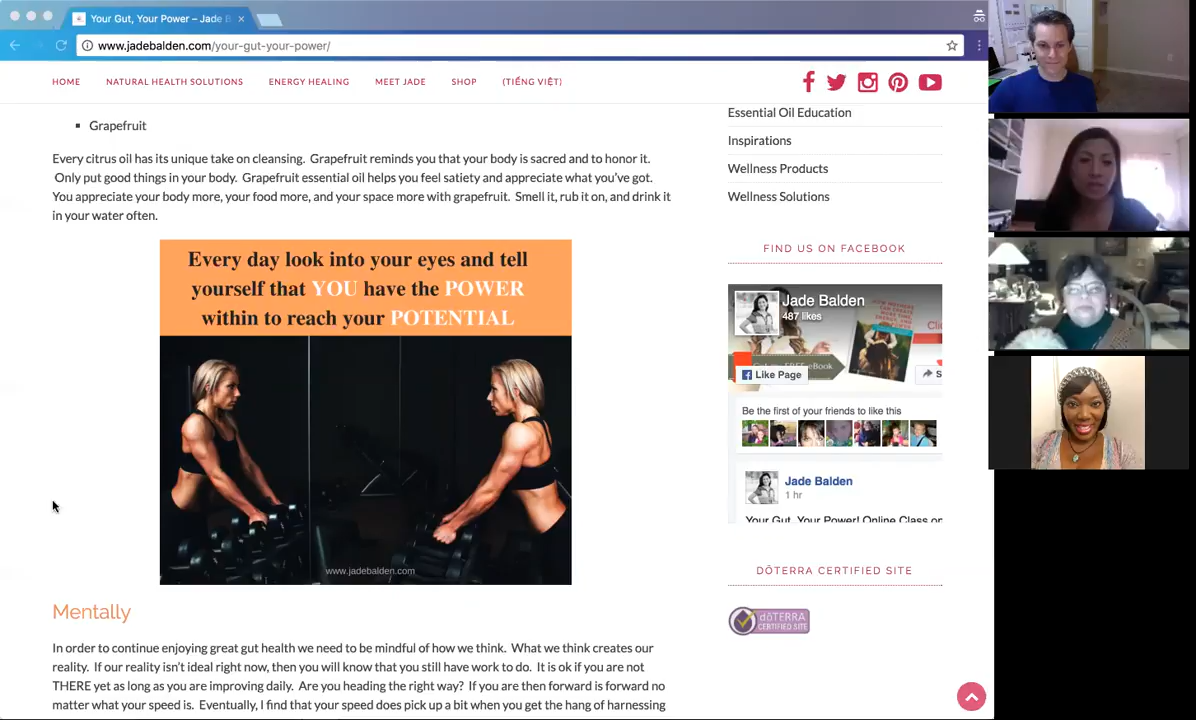 Your Gut, Your Power – Jade B
www.jadebalden.com/your-gut-your-power/
HOME NATURAL HEALTH SOLUTIONS ENERGY HEALING MEET JADE SHOP (TIẾNG VIỆT)
Grapefruit
Every citrus oil has its unique take on cleansing. Grapefruit reminds you that your body is sacred and to honor it.
Only put good things in your body. Grapefruit essential oil helps you feel satiety and appreciate what you've got.
You appreciate your body more, your food more, and your space more with grapefruit. Smell it, rub it on, and drink it
in your water often.
Every day look into your eyes and tell
yourself that YOU have the POWER
within to reach your POTENTIAL
www.jadebalden.com
Mentally
In order to continue enjoying great gut health we need to be mindful of how we think. What we think creates our
reality. If our reality isn't ideal right now, then you will know that you still have work to do. It is ok if you are not
THERE yet as long as you are improving daily. Are you heading the right way? If you are then forward is forward no
matter what your speed is. Eventually, I find that your speed does pick up a bit when you get the hang of harnessing
Essential Oil Education
Inspirations
Wellness Products
Wellness Solutions
FIND US ON FACEBOOK
Jade Balden
487 likes
FREE eBook
Like Page
S
Be the first of your friends to like this
Jade Balden
1 hr
Your Gut, Your Power! Online Class on
DŌTERRA CERTIFIED SITE
dōTERRA
CERTIFIED SITE